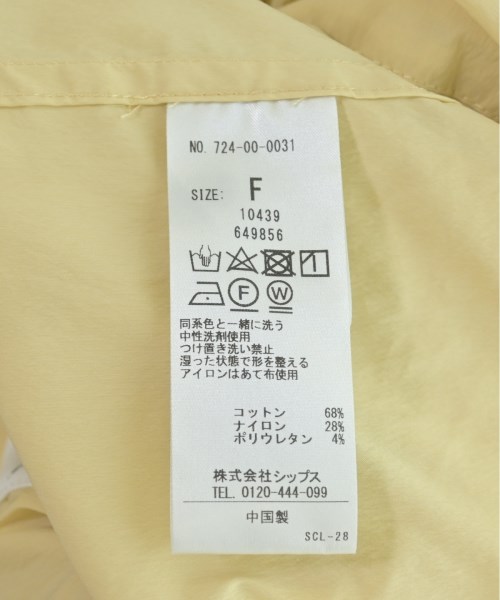 NO. 724-00-0031
SIZE: F
10439
649856
F W
同系色と一緒に洗う
中性洗剤使用
つけ置き洗い禁止
湿った状態で形を整える
アイロンはあて布使用
コットン 68%
ナイロン 28%
ポリウレタン 4%
株式会社シップス
TEL. 0120-444-099
中国製
SCL-28